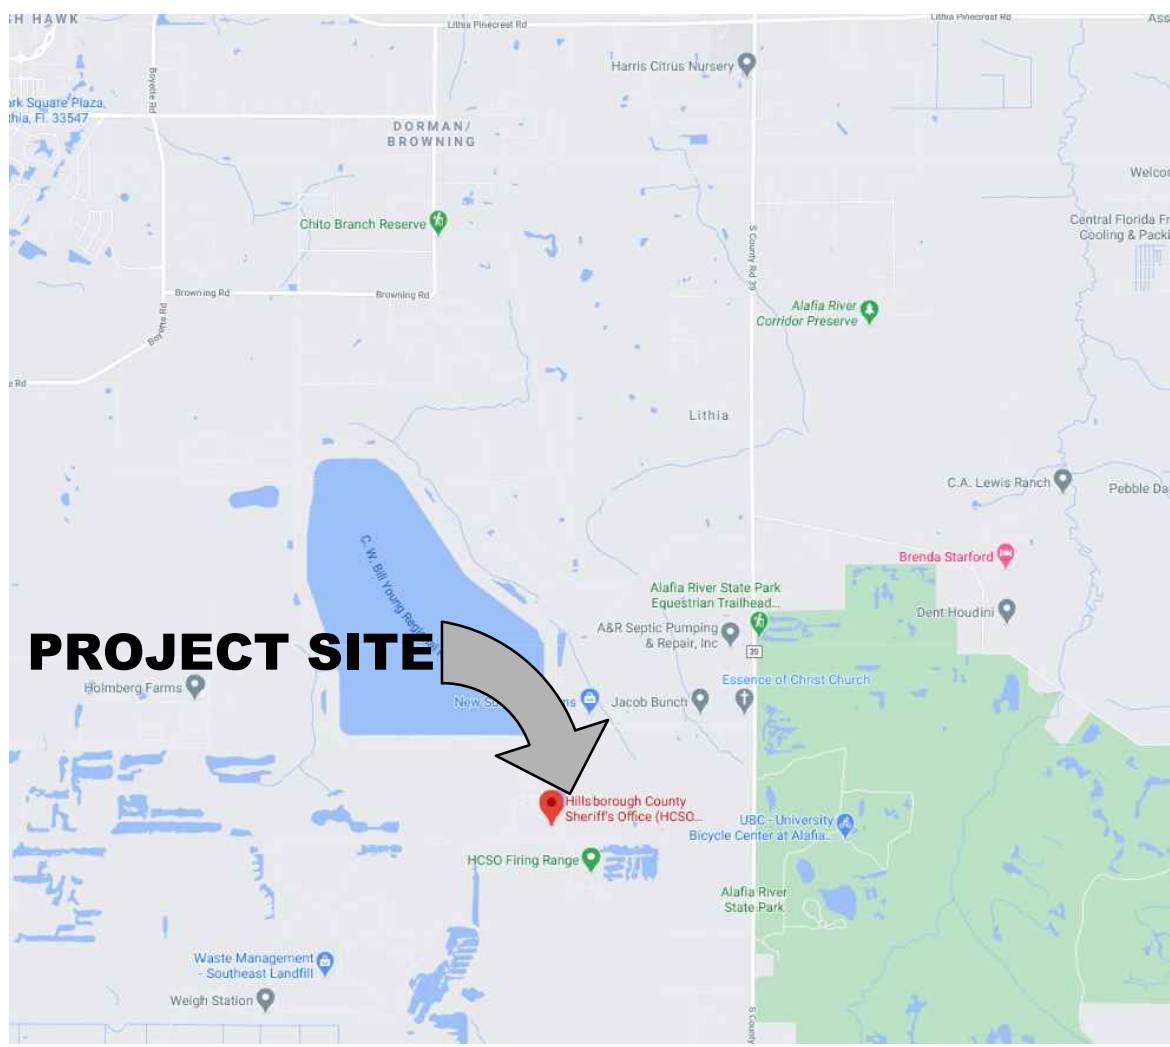 SH HAWK
Lithia Pinecrest Rd
Lithia Pinecrest Rd
Harris Citrus Nursery
Boyette Rd
ark Square Plaza,
thia, Fl. 33547
DORMAN/
BROWNING
Chito Branch Reserve
S County Rd 39
Central Florida Fr
Cooling & Packi
Browning Rd
Browning Rd
Boyette Rd
Alafia River
Corridor Preserve
e Rd
Lithia
C.A. Lewis Ranch
Pebble Da
C. W. Bill Young Regional
Brenda Starford
Alafia River State Park
Equestrian Trailhead...
Dent Houdini
A&R Septic Pumping
& Repair, Inc
PROJECT SITE
39
Essence of Christ Church
Holmberg Farms
Jacob Bunch
Hillsborough County
Sheriff's Office (HCSO...
UBC - University
Bicycle Center at Alafia...
HCSO Firing Range
Alafia River
State Park
Waste Management
- Southeast Landfill
Weigh Station
S County